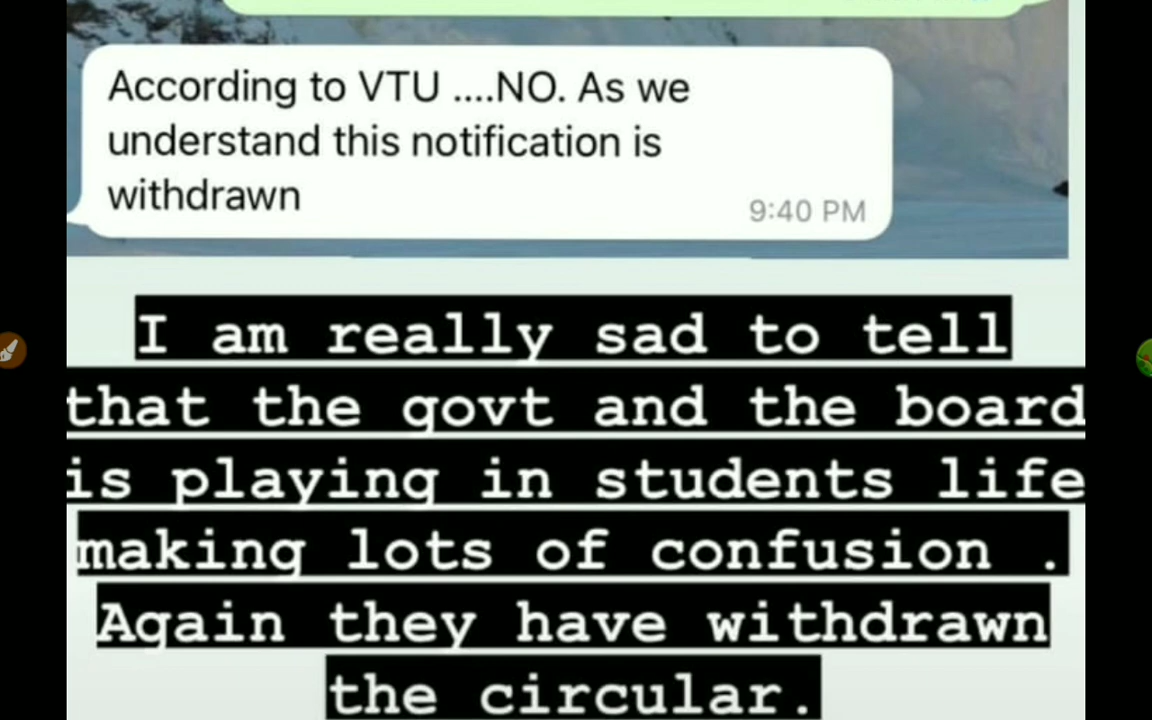 According to VTU ....NO. As we
understand this notification is
withdrawn
9:40 PM
I am really sad to tell
that the govt and the board
is playing in students life
making lots of confusion .
Again they have withdrawn
the circular.